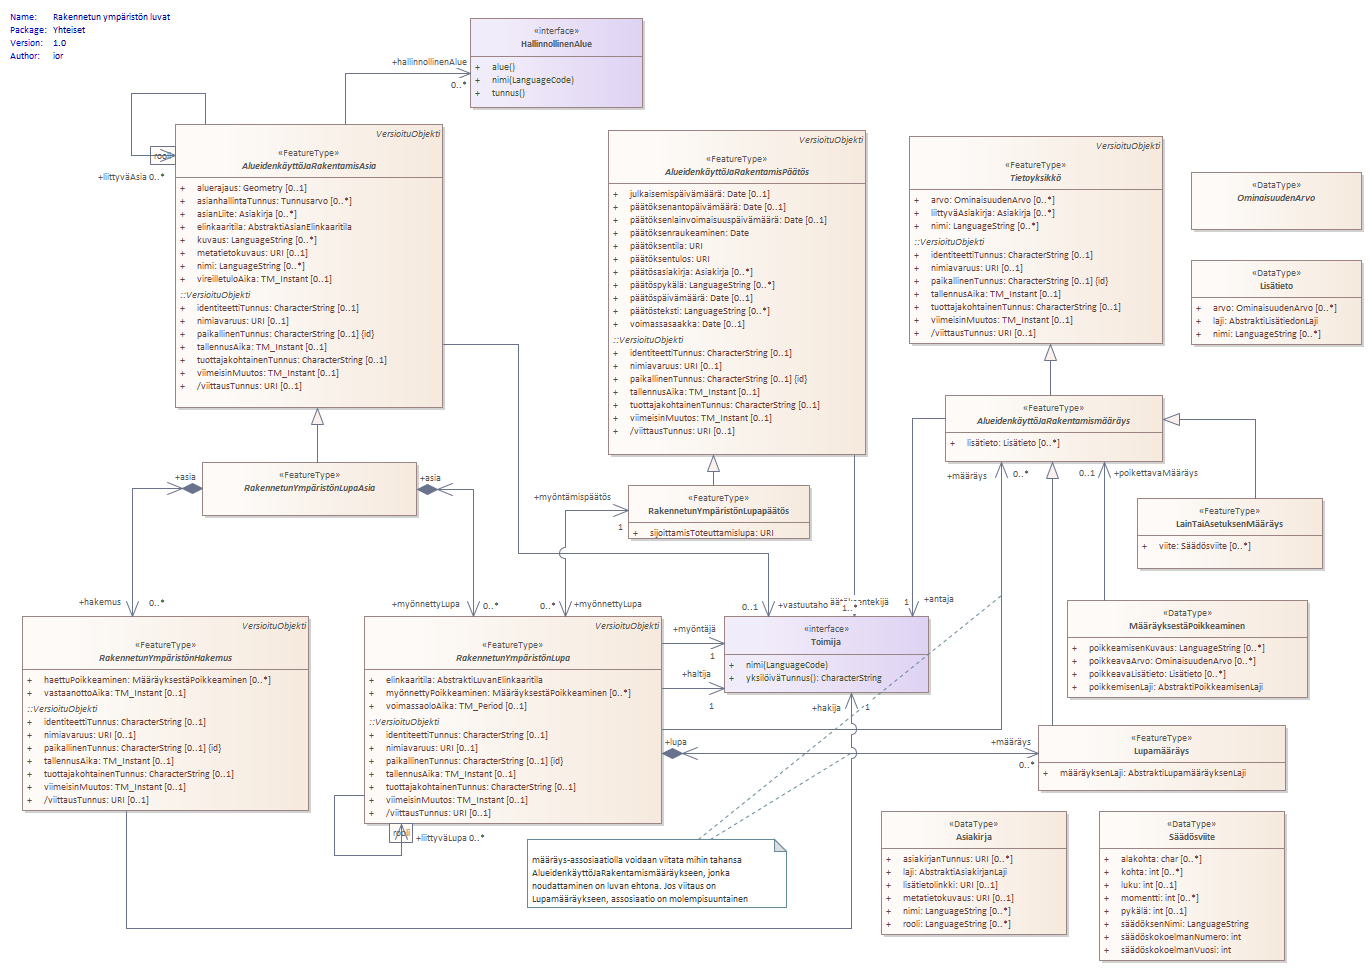 Name: Rakennetun ympäristön luvat
Package: Yhteiset
Version: 1.0
Author: ior
«interface»
HallinnollinenAlue
+ alue()
+ nimi(LanguageCode)
+ tunnus()
+hallinnollinenAlue
0..*
VersioituObjekti
«FeatureType»
AlueidenkäyttöJaRakentamisAsia
+ aluerajaus: Geometry [0..1]
+ asianhallintaTunnus: Tunnusarvo [0..*]
+ asianLiite: Asiakirja [0..*]
+ elinkaaritila: AbstraktiAsianElinkaaritila
+ kuvaus: LanguageString [0..*]
+ metatietokuvaus: URI [0..1]
+ nimi: LanguageString [0..*]
+ vireilletuloAika: TM_Instant [0..1]
::VersioituObjekti
+ identiteettiTunnus: CharacterString [0..1]
+ nimiavaruus: URI [0..1]
+ paikallinenTunnus: CharacterString [0..1] {id}
+ tallennusAika: TM_Instant [0..1]
+ tuottajakohtainenTunnus: CharacterString [0..1]
+ viimeisinMuutos: TM_Instant [0..1]
+ /viittausTunnus: URI [0..1]
rooli
+liittyväAsia 0..*
VersioituObjekti
«FeatureType»
AlueidenkäyttöJaRakentamisPäätös
+ julkaisemispäivämäärä: Date [0..1]
+ päätöksenantopäivämäärä: Date [0..1]
+ päätöksenlainvoimaisuuspäivämäärä: Date [0..1]
+ päätöksenraukeaminen: Date
+ päätöksentila: URI
+ päätöksentulos: URI
+ päätösasiakirja: Asiakirja [0..*]
+ päätöspykälä: LanguageString [0..*]
+ päätöspäivämäärä: Date [0..1]
+ päätösteksti: LanguageString [0..*]
+ voimassasaakka: Date [0..1]
::VersioituObjekti
+ identiteettiTunnus: CharacterString [0..1]
+ nimiavaruus: URI [0..1]
+ paikallinenTunnus: CharacterString [0..1] {id}
+ tallennusAika: TM_Instant [0..1]
+ tuottajakohtainenTunnus: CharacterString [0..1]
+ viimeisinMuutos: TM_Instant [0..1]
+ /viittausTunnus: URI [0..1]
VersioituObjekti
«FeatureType»
Tietoyksikkö
+ arvo: OminaisuudenArvo [0..*]
+ liittyväAsiakirja: Asiakirja [0..*]
+ nimi: LanguageString [0..*]
::VersioituObjekti
+ identiteettiTunnus: CharacterString [0..1]
+ nimiavaruus: URI [0..1]
+ paikallinenTunnus: CharacterString [0..1] {id}
+ tallennusAika: TM_Instant [0..1]
+ tuottajakohtainenTunnus: CharacterString [0..1]
+ viimeisinMuutos: TM_Instant [0..1]
+ /viittausTunnus: URI [0..1]
«DataType»
OminaisuudenArvo
«DataType»
Lisätieto
+ arvo: OminaisuudenArvo [0..*]
+ laji: AbstraktiLisätiedonLaji
+ nimi: LanguageString [0..*]
«FeatureType»
AlueidenkäyttöJaRakentamismääräys
+ lisätieto: Lisätieto [0..*]
+määräys 0..*
0..1 +poikettavaMääräys
«FeatureType»
LainTaiAsetuksenMääräys
+ viite: Säädösviite [0..*]
+asia
«FeatureType»
RakennetunYmpäristönLupaAsia
+asia
+myöntämispäätös
1
«FeatureType»
RakennetunYmpäristönLupapäätös
+ sijoittamisToteuttamislupa: URI
+hakemus 0..*
+myönnettyLupa 0..*
0..* +myönnettyLupa
0..1 +vastuutaho
1..*
1 +antaja
VersioituObjekti
«FeatureType»
RakennetunYmpäristönHakemus
+ haettuPoikkeaminen: MääräyksestäPoikkeaminen [0..*]
+ vastaanottoAika: TM_Instant [0..1]
::VersioituObjekti
+ identiteettiTunnus: CharacterString [0..1]
+ nimiavaruus: URI [0..1]
+ paikallinenTunnus: CharacterString [0..1] {id}
+ tallennusAika: TM_Instant [0..1]
+ tuottajakohtainenTunnus: CharacterString [0..1]
+ viimeisinMuutos: TM_Instant [0..1]
+ /viittausTunnus: URI [0..1]
VersioituObjekti
«FeatureType»
RakennetunYmpäristönLupa
+ elinkaaritila: AbstraktiLuvanElinkaaritila
+ myönnettyPoikkeaminen: MääräyksestäPoikkeaminen [0..*]
+ voimassaoloAika: TM_Period [0..1]
::VersioituObjekti
+ identiteettiTunnus: CharacterString [0..1]
+ nimiavaruus: URI [0..1]
+ paikallinenTunnus: CharacterString [0..1] {id}
+ tallennusAika: TM_Instant [0..1]
+ tuottajakohtainenTunnus: CharacterString [0..1]
+ viimeisinMuutos: TM_Instant [0..1]
+ /viittausTunnus: URI [0..1]
rooli
+liittyväLupa 0..*
+myöntäjä
1
+haltija
1
«interface»
Toimija
+ nimi(LanguageCode)
+ yksilöiväTunnus(): CharacterString
+hakija 1
+lupa
+määräys
0..*
«DataType»
MääräyksestäPoikkeaminen
+ poikkeamisenKuvaus: LanguageString [0..*]
+ poikkeavaArvo: OminaisuudenArvo [0..*]
+ poikkeavaLisätieto: Lisätieto [0..*]
+ poikkemisenLaji: AbstraktiPoikkeamisenLaji
«FeatureType»
Lupamääräys
+ määräyksenLaji: AbstraktiLupamääräyksenLaji
määräys-assosiaatiolla voidaan viitata mihin tahansa
AlueidenkäyttöJaRakentamismääräykseen, jonka
noudattaminen on luvan ehtona. Jos viitaus on
Lupamääräykseen, assosiaatio on molempisuuntainen
«DataType»
Asiakirja
+ asiakirjanTunnus: URI [0..*]
+ laji: AbstraktiAsiakirjanLaji
+ lisätietolinkki: URI [0..1]
+ metatietokuvaus: URI [0..1]
+ nimi: LanguageString [0..*]
+ rooli: LanguageString [0..*]
«DataType»
Säädösviite
+ alakohta: char [0..*]
+ kohta: int [0..*]
+ luku: int [0..1]
+ momentti: int [0..*]
+ pykälä: int [0..1]
+ säädöksenNimi: LanguageString
+ säädöskokoelmanNumero: int
+ säädöskokoelmanVuosi: int